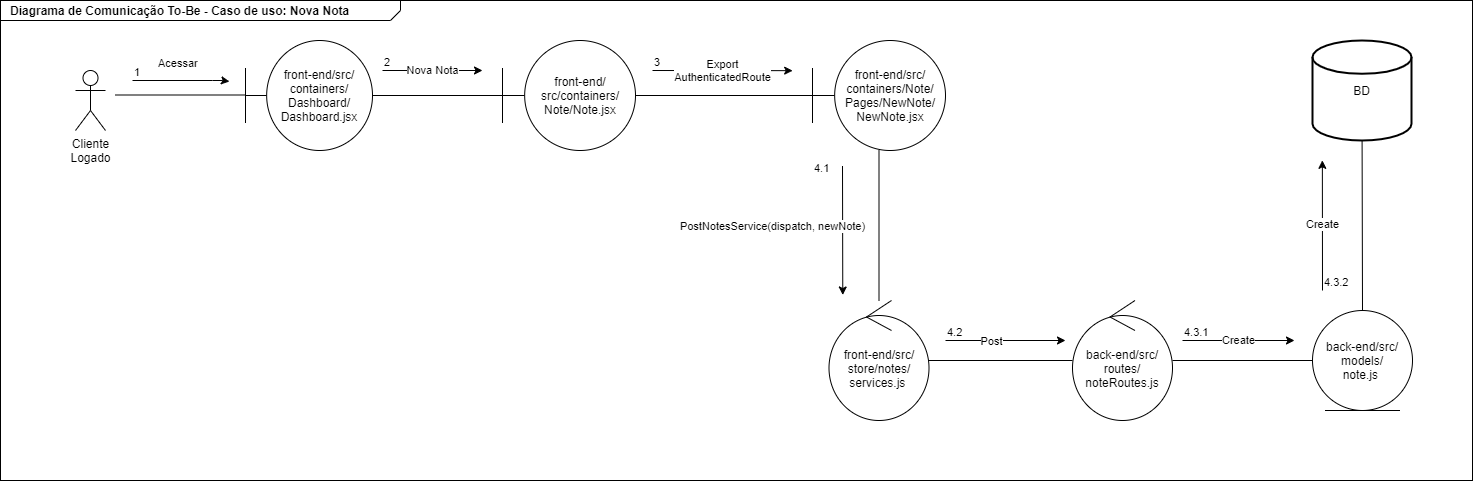 Diagrama de Comunicação To-Be - Caso de uso: Nova Nota
1
Acessar
Cliente
Logado
front-end/src/
containers/
Dashboard/
Dashboard.jsx
2
Nova Nota
front-end/
src/containers/
Note/Note.jsx
3
Export
AuthenticatedRoute
front-end/src/
containers/Note/
Pages/NewNote/
NewNote.jsx
4.1
PostNotesService(dispatch, newNote)
front-end/src/
store/notes/
services.js
4.2
Post
back-end/src/
routes/
noteRoutes.js
4.3.1
Create
back-end/src/
models/
note.js
4.3.2
Create
BD